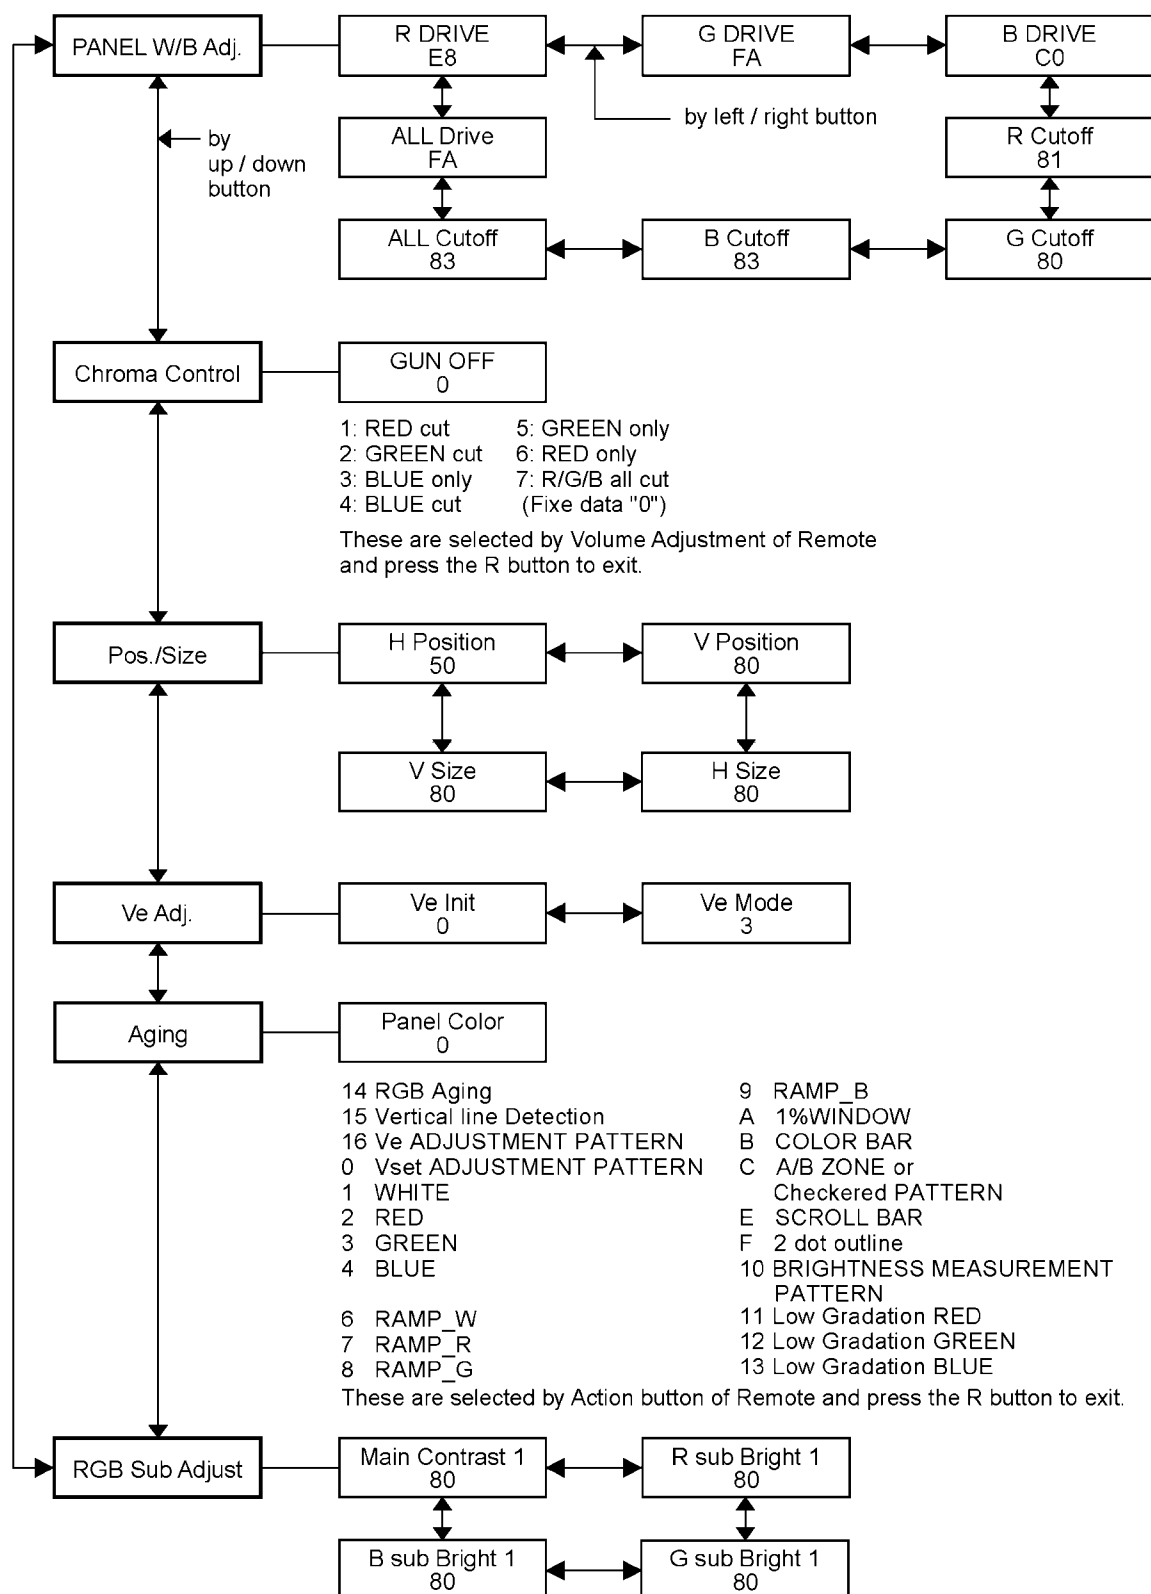 PANEL W/B Adj.
R DRIVE
E8
G DRIVE
FA
B DRIVE
C0
by left / right button
by
up / down
button
ALL Drive
FA
R Cutoff
81
ALL Cutoff
83
B Cutoff
83
G Cutoff
80
Chroma Control
GUN OFF
0
1: RED cut
2: GREEN cut
3: BLUE only
4: BLUE cut
5: GREEN only
6: RED only
7: R/G/B all cut
(Fixe data "0")
These are selected by Volume Adjustment of Remote
and press the R button to exit.
Pos./Size
H Position
50
V Position
80
V Size
80
H Size
80
Ve Adj.
Ve Init
0
Ve Mode
3
Aging
Panel Color
0
14 RGB Aging
15 Vertical line Detection
16 Ve ADJUSTMENT PATTERN
0 Vset ADJUSTMENT PATTERN
1 WHITE
2 RED
3 GREEN
4 BLUE
6 RAMP_W
7 RAMP_R
8 RAMP_G
9 RAMP_B
A 1%WINDOW
B COLOR BAR
C A/B ZONE or
Checkered PATTERN
E SCROLL BAR
F 2 dot outline
10 BRIGHTNESS MEASUREMENT
PATTERN
11 Low Gradation RED
12 Low Gradation GREEN
13 Low Gradation BLUE
These are selected by Action button of Remote and press the R button to exit.
RGB Sub Adjust
Main Contrast 1
80
R sub Bright 1
80
B sub Bright 1
80
G sub Bright 1
80